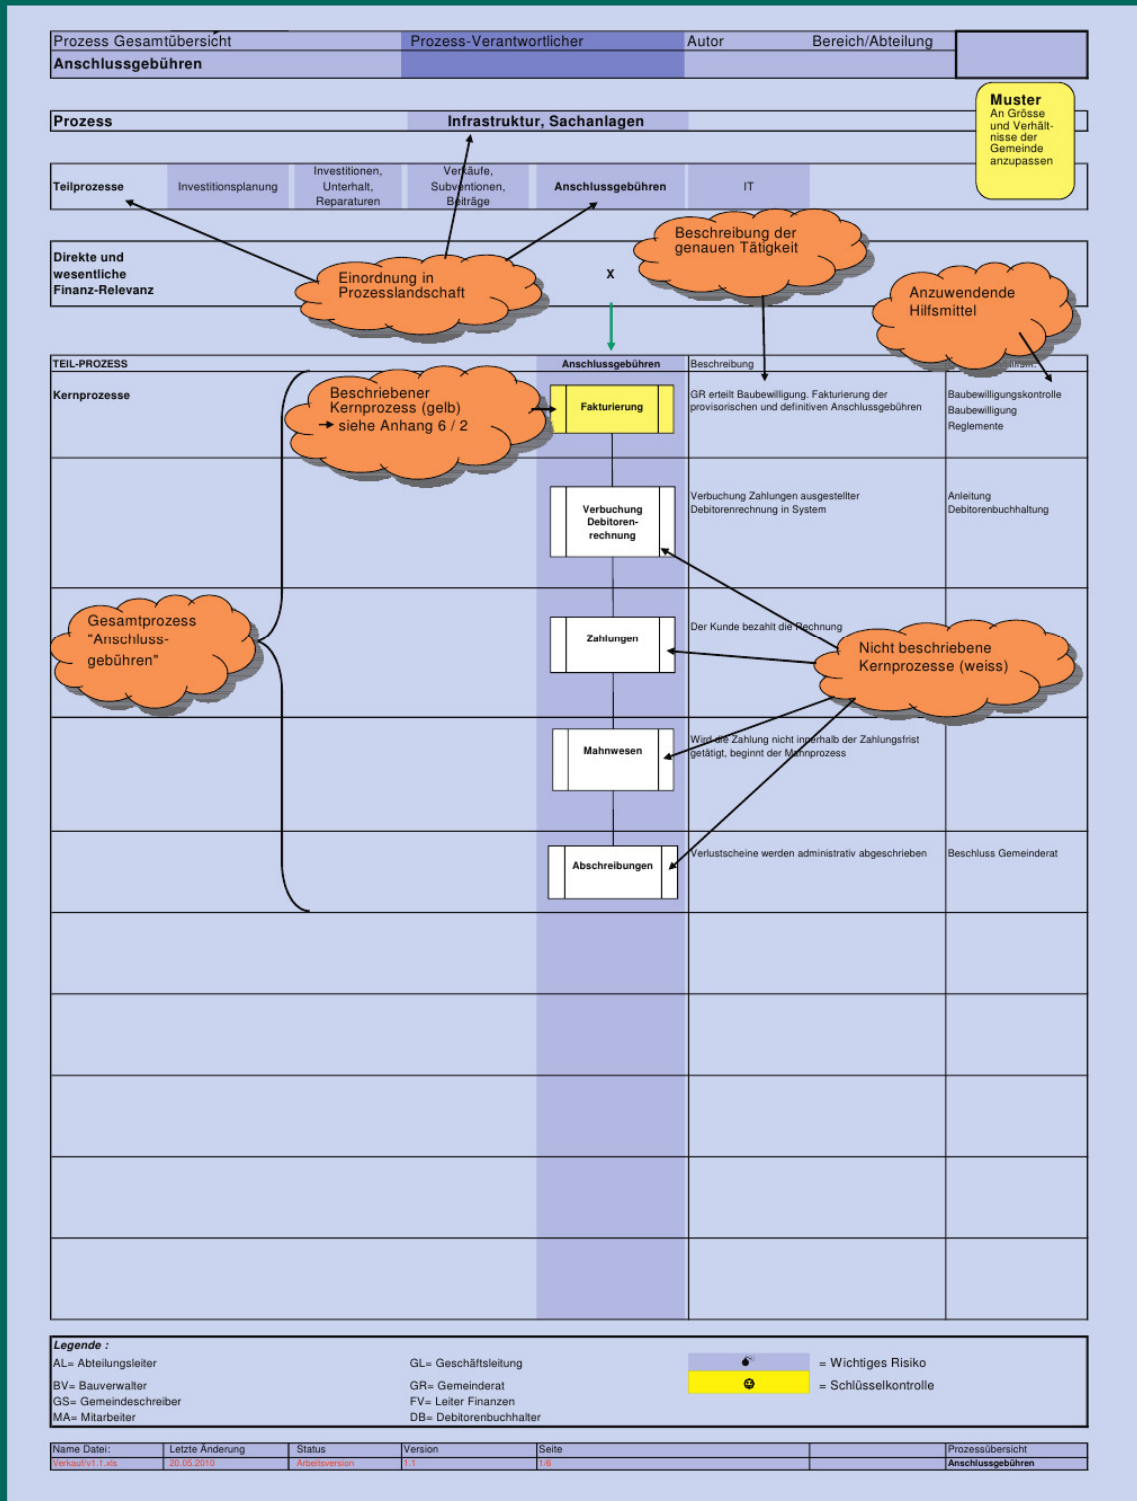 Prozess Gesamtübersicht Prozess-Verantwortlicher Autor Bereich/Abteilung
Anschlussgebühren
Muster
An Grösse
und Verhält-
nisse der
Gemeinde
anzupassen
Prozess Infrastruktur, Sachanlagen
Teilprozesse
Investitionsplanung
Investitionen,
Unterhalt,
Reparaturen
Verkäufe,
Subventionen,
Beiträge
Anschlussgebühren
IT
Direkte und
wesentliche
Finanz-Relevanz
X
Einordnung in
Prozesslandschaft
Beschreibung der
genauen Tätigkeit
Anzuwendende
Hilfsmittel
TEIL-PROZESS Anschlussgebühren Beschreibung
Kernprozesse
Beschriebener
Kernprozess (gelb)
→ siehe Anhang 6 / 2
Fakturierung
GR erteilt Baubewilligung. Fakturierung der
provisorischen und definitiven Anschlussgebühren
Baubewilligungskontrolle
Baubewilligung
Reglemente
Verbuchung
Debitoren-
rechnung
Verbuchung Zahlungen ausgestellter
Debitorenrechnung in System
Anleitung
Debitorenbuchhaltung
Gesamtprozess
"Anschluss-
gebühren"
Zahlungen
Der Kunde bezahlt die Rechnung
Nicht beschriebene
Kernprozesse (weiss)
Mahnwesen
Wird die Zahlung nicht innerhalb der Zahlungsfrist
getätigt, beginnt der Mahnprozess
Abschreibungen
Verlustscheine werden administrativ abgeschrieben
Beschluss Gemeinderat
Legende :
AL= Abteilungsleiter GL= Geschäftsleitung = Wichtiges Risiko
BV= Bauverwalter GR= Gemeinderat = Schlüsselkontrolle
GS= Gemeindeschreiber FV= Leiter Finanzen
MA= Mitarbeiter DB= Debitorenbuchhalter
Name Datei: Letzte Änderung Status Version Seite Prozessübersicht
Verkauf/v1.1.xls 20.05.2010 Arbeitsversion 1.1 1/6 Anschlussgebühren